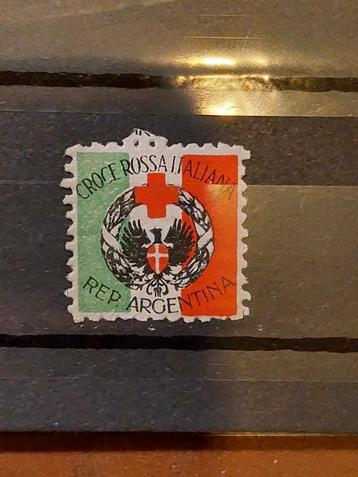 CROCE ROSSA ITALIANA
REP. ARGENTINA